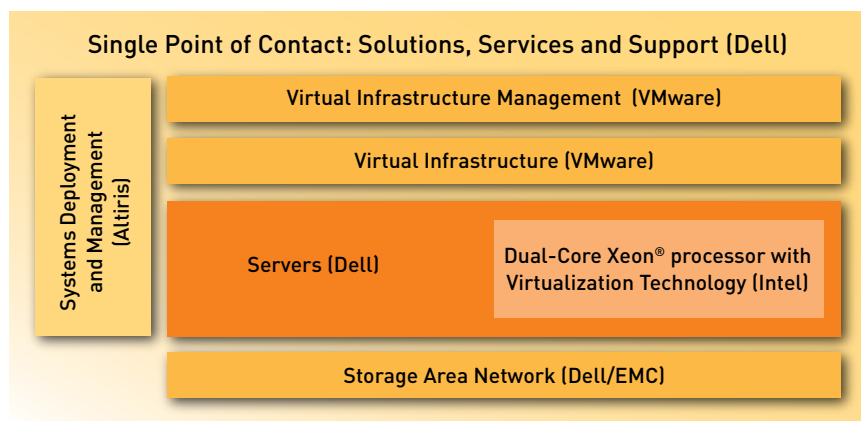 Single Point of Contact: Solutions, Services and Support (Dell)
Systems Deployment
and Management
(Altiris)
Virtual Infrastructure Management (VMware)
Virtual Infrastructure (VMware)
Servers (Dell)
Dual-Core Xeon® processor with
Virtualization Technology (Intel)
Storage Area Network (Dell/EMC)